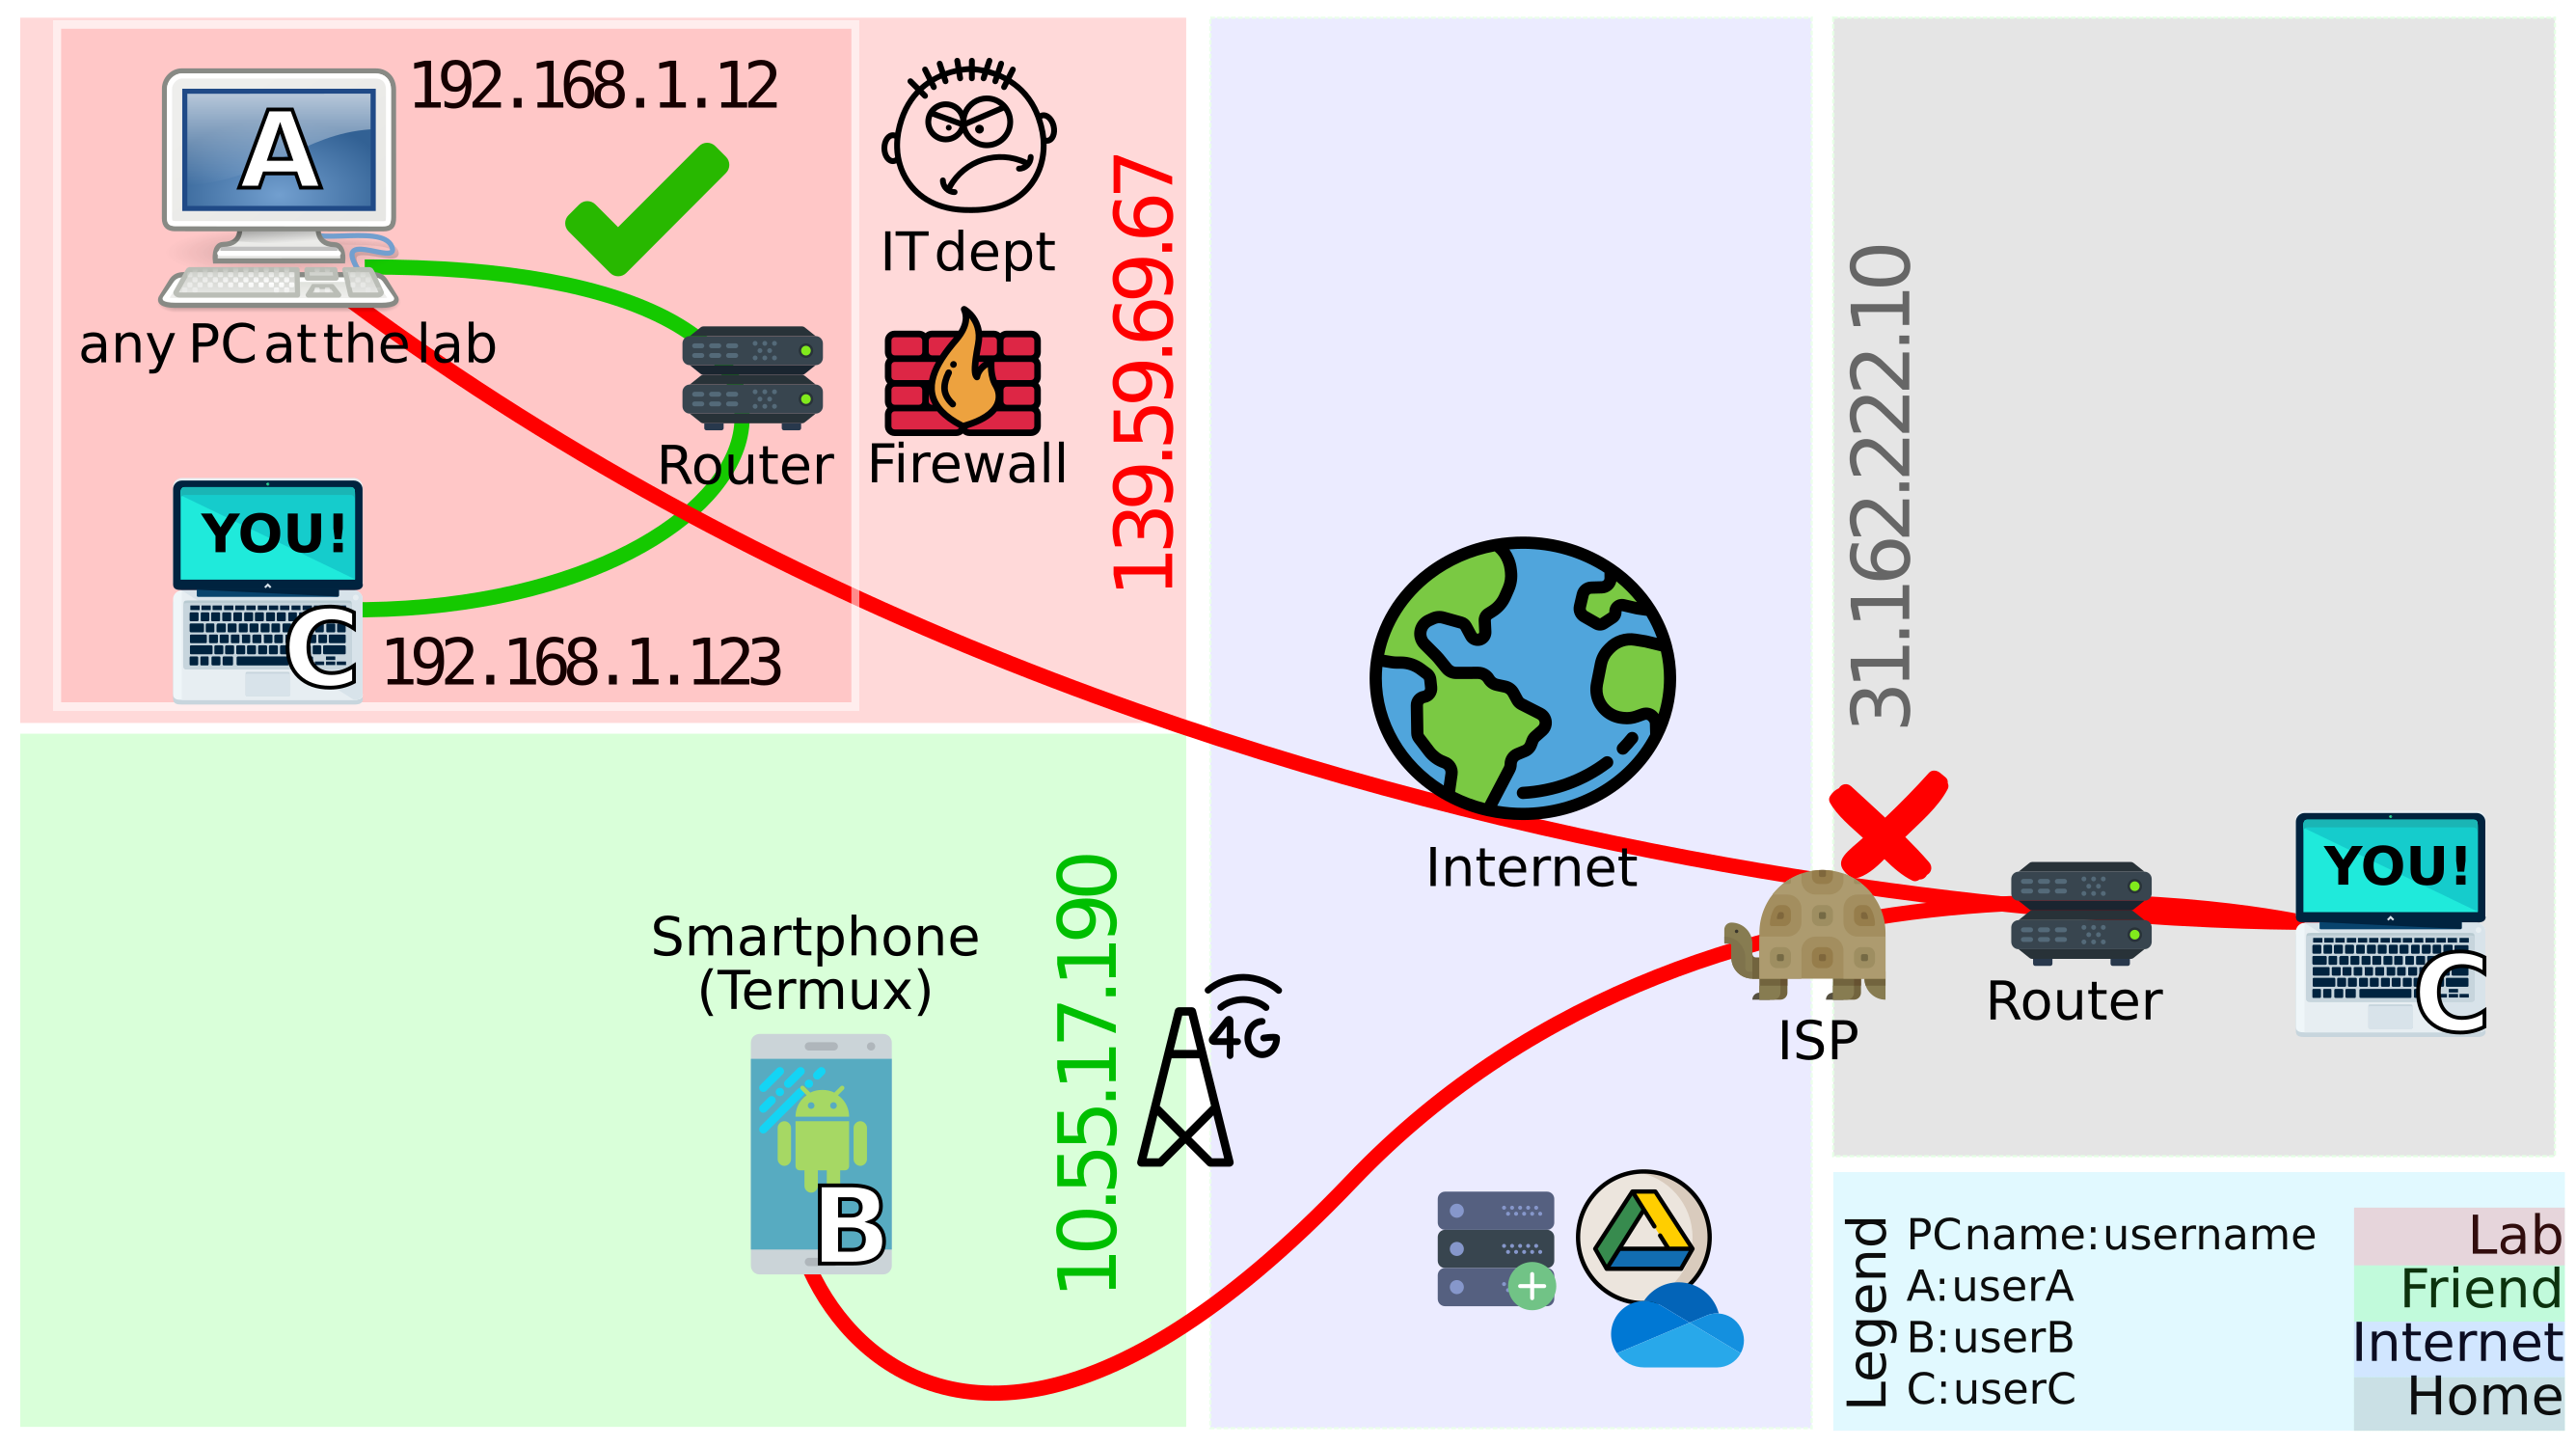 A
192.168.1.12
any PC at the lab
IT dept
Firewall
Router
139.59.69.67
YOU!
C
192.168.1.123
Internet
31.162.222.10
ISP
Router
YOU!
C
Smartphone
(Termux)
B
10.55.17.190
4G
Legend
PCname:username
A:userA
B:userB
C:userC
Lab
Friend
Internet
Home